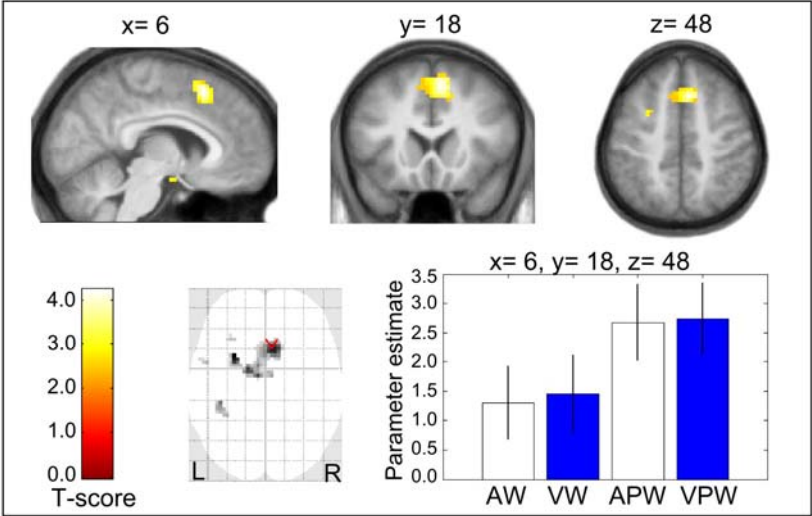 x= 6
y= 18
z= 48
4.0
3.0
2.0
1.0
0.0
T-score
L
R
x= 6, y= 18, z= 48
Parameter estimate
3.5
3.0
2.5
2.0
1.5
1.0
0.5
0.0
AW VW APW VPW